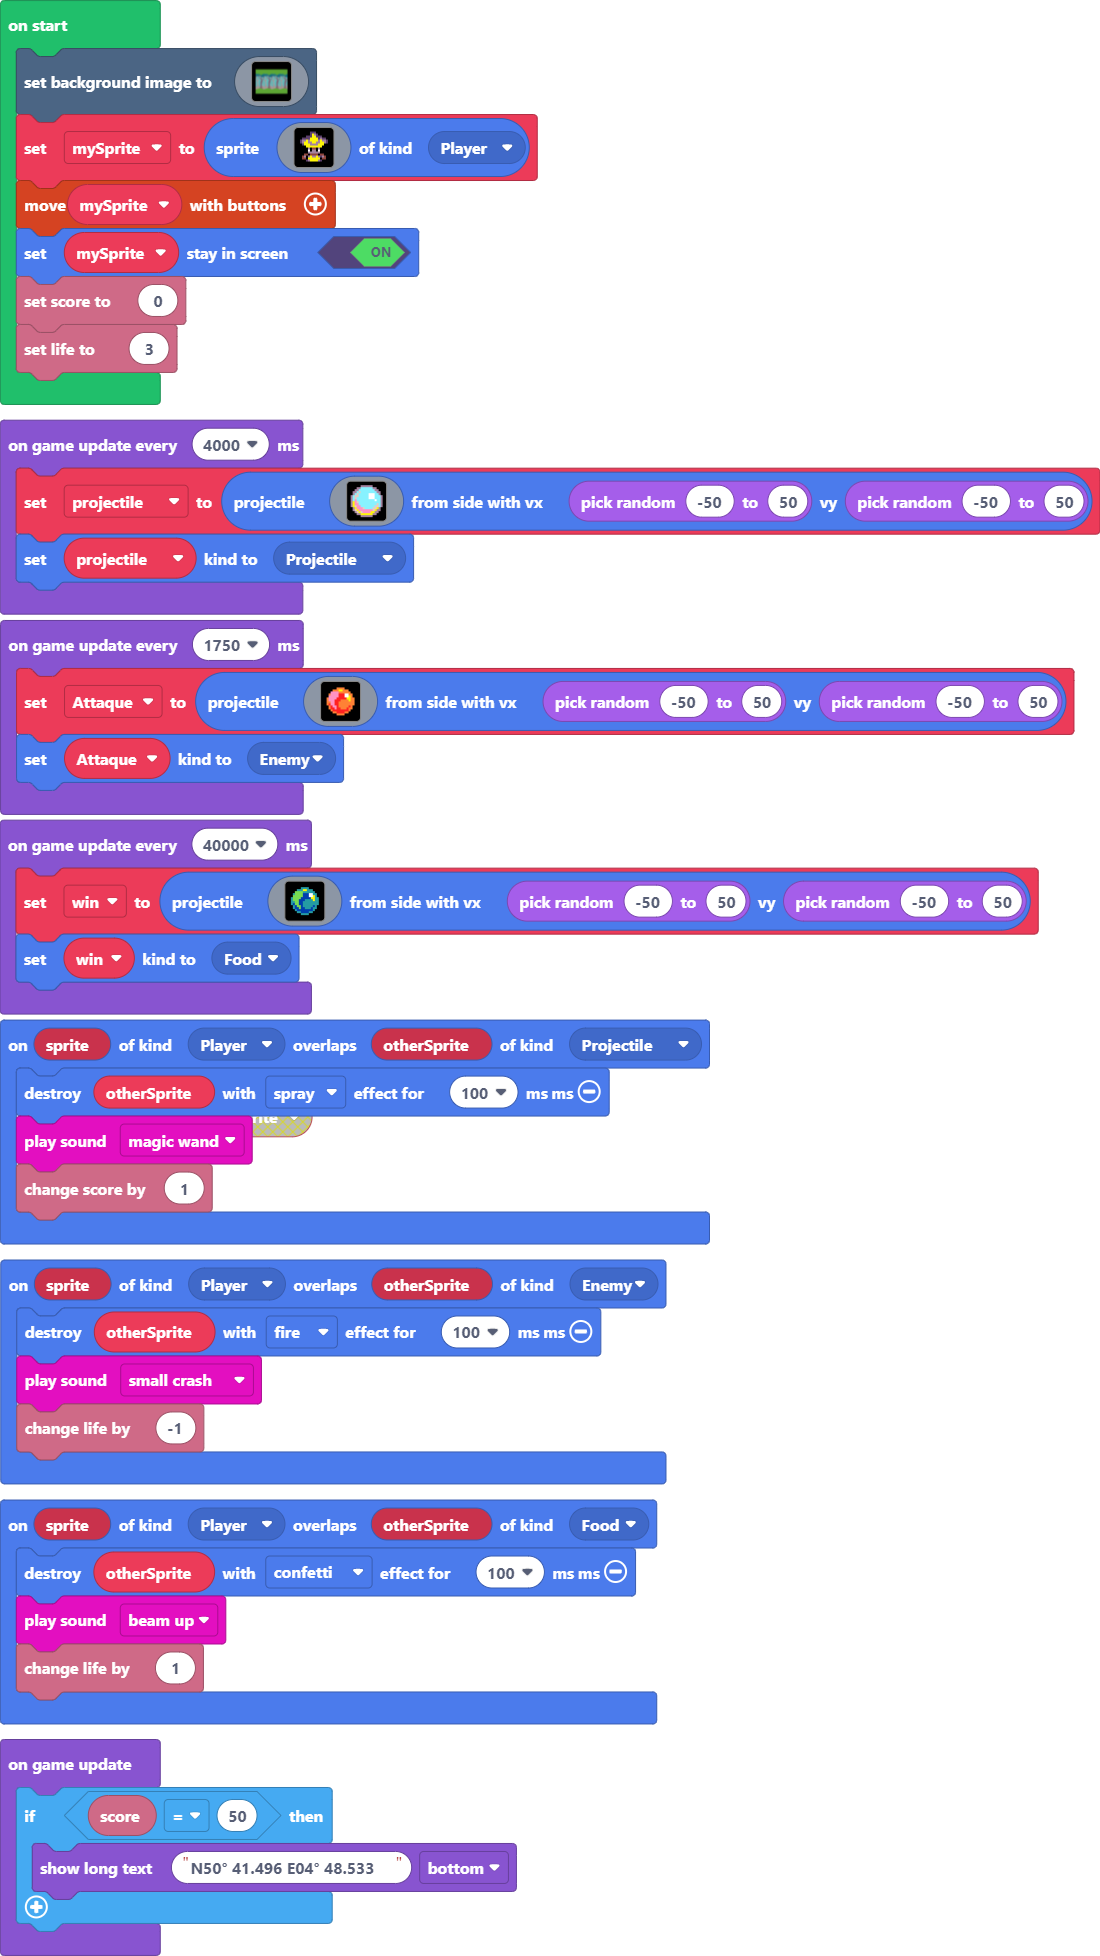 on start
set background image to
set mySprite to sprite of kind Player
move mySprite with buttons
set mySprite stay in screen ON
set score to 0
set life to 3
on game update every 4000 ms
set projectile to projectile from side with vx pick random -50 to 50 vy pick random -50 to 50
set projectile kind to Projectile
on game update every 1750 ms
set Attaque to projectile from side with vx pick random -50 to 50 vy pick random -50 to 50
set Attaque kind to Enemy
on game update every 40000 ms
set win to projectile from side with vx pick random -50 to 50 vy pick random -50 to 50
set win kind to Food
on sprite of kind Player overlaps otherSprite of kind Projectile
destroy otherSprite with spray effect for 100 ms ms
play sound magic wand
change score by 1
on sprite of kind Player overlaps otherSprite of kind Enemy
destroy otherSprite with fire effect for 100 ms ms
play sound small crash
change life by -1
on sprite of kind Player overlaps otherSprite of kind Food
destroy otherSprite with confetti effect for 100 ms ms
play sound beam up
change life by 1
on game update
if score = 50 then
show long text "N50° 41.496 E04° 48.533" bottom